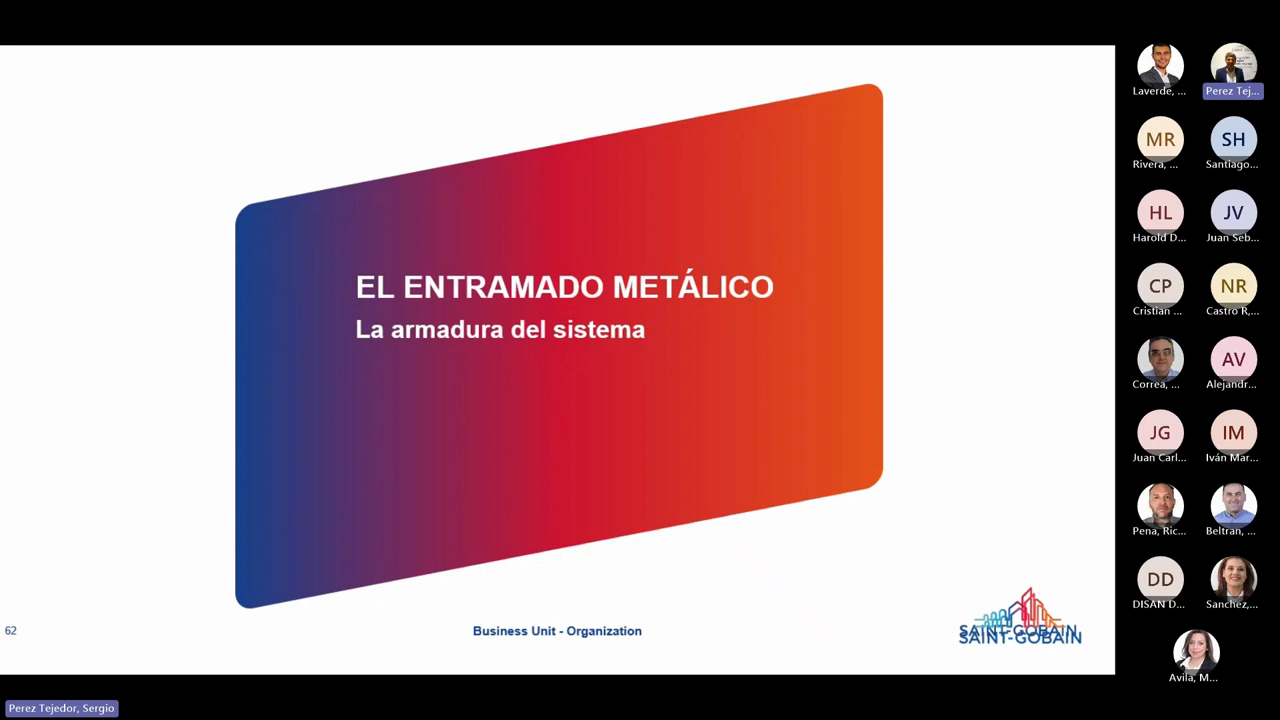 EL ENTRAMADO METÁLICO
La armadura del sistema
62
Business Unit - Organization
SAINT-GOBAIN
SAINT-GOBAIN
Perez Tejedor, Sergio
Laverde, ...
Perez Tej...
MR
Rivera, ...
SH
Santiago...
HL
Harold D...
JV
Juan Seb...
CP
Cristian ...
NR
Castro R,...
Correa, ...
AV
Alejandr...
JG
Juan Carl...
IM
Iván Mar...
Pena, Ric...
Beltran, ...
DD
DISAN D...
Sanchez,...
Avila, M...